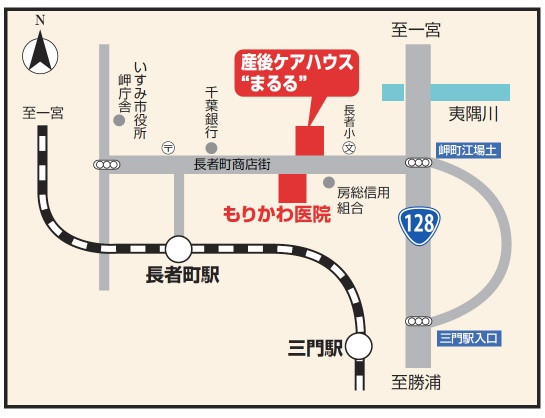 N
至一宮
産後ケアハウス
“まるる”
至一宮
いすみ市役所
岬庁舎
千葉銀行
長者小
文
〒
夷隅川
岬町江場土
長者町商店街
房総信用
組合
もりかわ医院
128
長者町駅
三門駅
三門駅入口
至勝浦